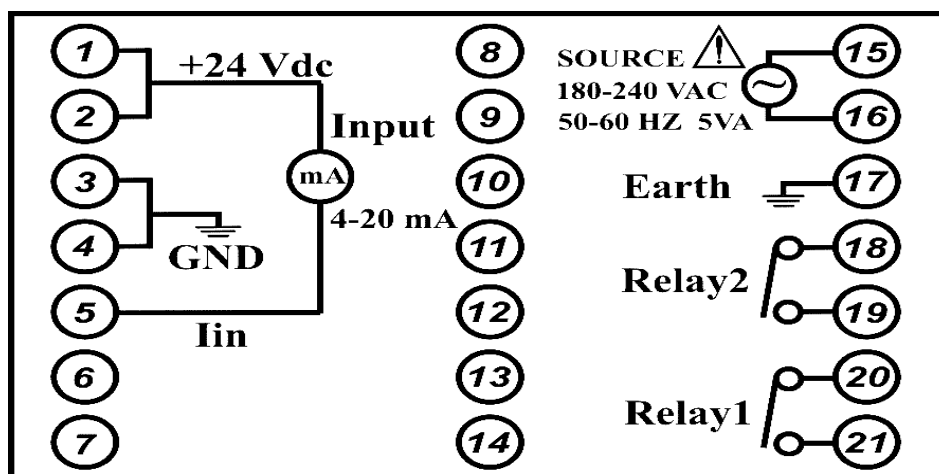 1
+24 Vdc
2
Input
3
mA
4-20 mA
4
GND
5
Iin
6
7
8
9
10
11
12
13
14
SOURCE
15
180-240 VAC
50-60 HZ 5VA
16
Earth
17
18
Relay2
19
20
Relay1
21